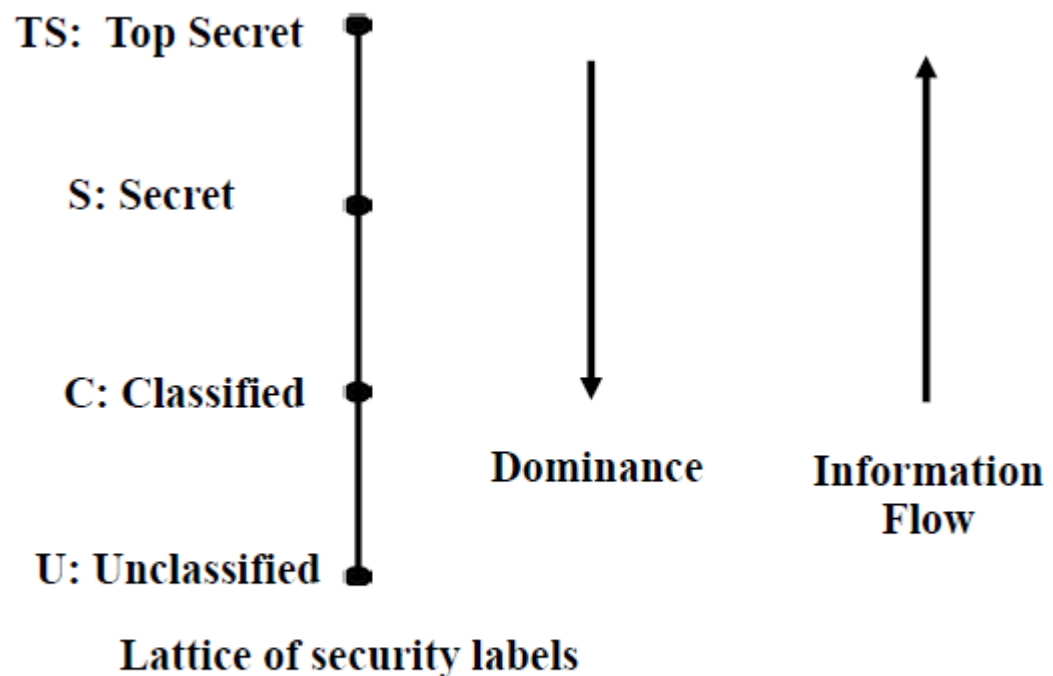 TS: Top Secret
S: Secret
C: Classified
Dominance
Information
Flow
U: Unclassified
Lattice of security labels